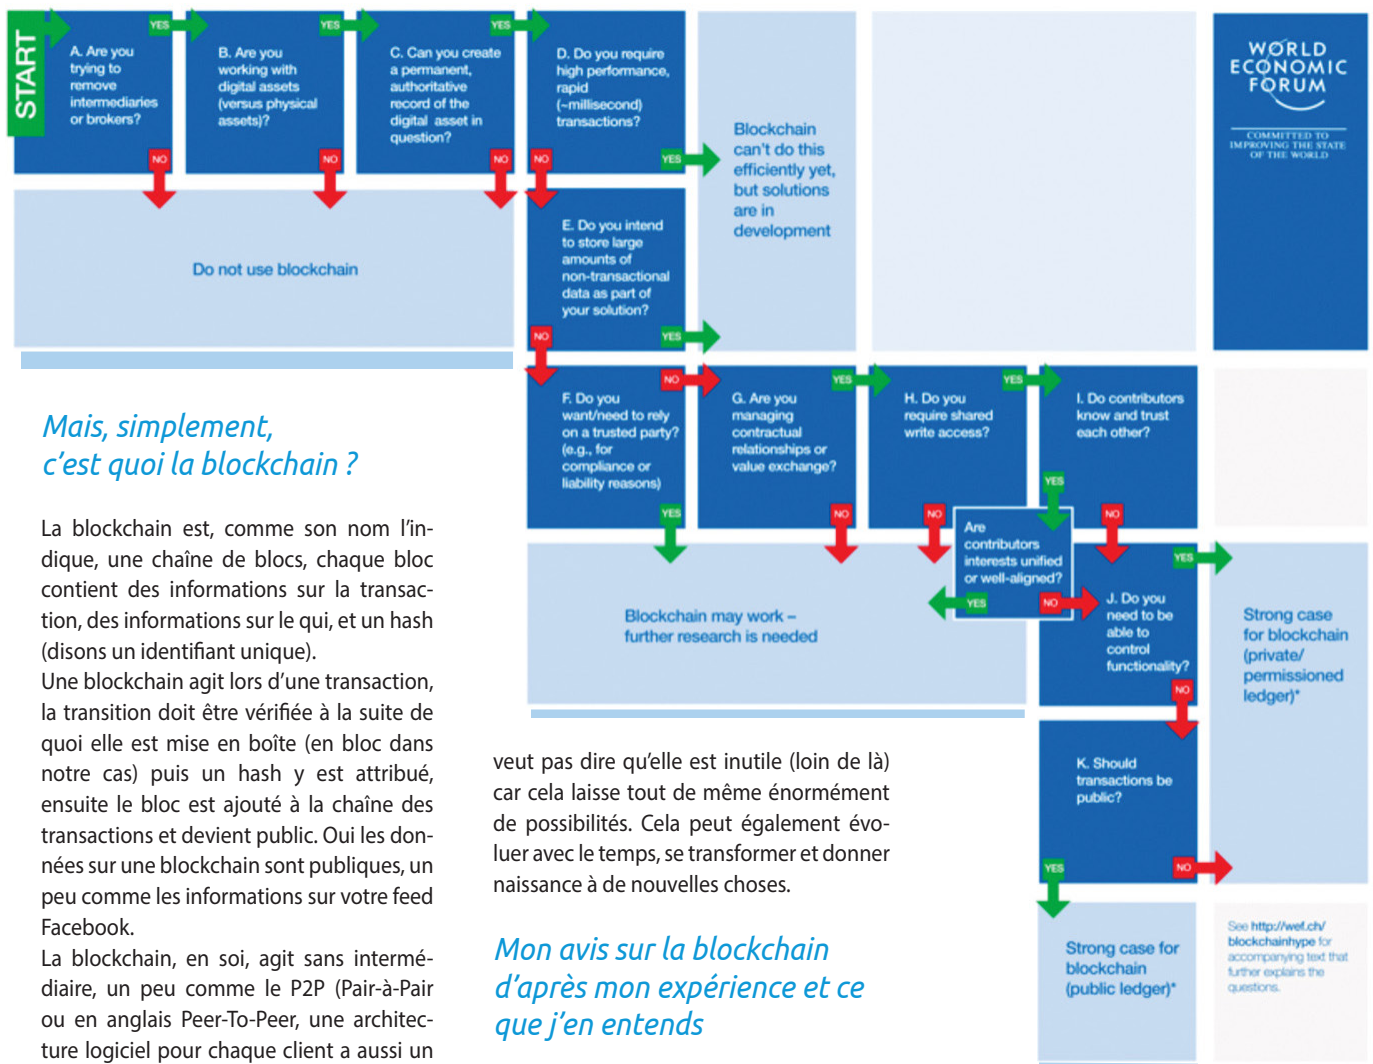 START
A. Are you
trying to
remove
intermediaries
or brokers?
YES
NO
B. Are you
working with
digital assets
(versus physical
assets)?
YES
NO
C. Can you create
a permanent,
authoritative
record of the
digital asset in
question?
YES
NO
D. Do you require
high performance,
rapid
(~millisecond)
transactions?
NO
YES
Blockchain
can't do this
efficiently yet,
but solutions
are in
development
WORLD
ECONOMIC
FORUM
COMMITTED TO
IMPROVING THE STATE
OF THE WORLD
Do not use blockchain
E. Do you intend
to store large
amounts of
non-transactional
data as part of
your solution?
NO
YES
F. Do you
want/need to rely
on a trusted party?
(e.g., for
compliance or
liability reasons)
NO
YES
G. Are you
managing
contractual
relationships or
value exchange?
YES
NO
H. Do you
require shared
write access?
YES
NO
I. Do contributors
know and trust
each other?
YES
NO
Are
contributors
interests unified
or well-aligned?
YES
NO
Blockchain may work –
further research is needed
J. Do you
need to be
able to
control
functionality?
YES
NO
Strong case
for blockchain
(private/
permissioned
ledger)*
K. Should
transactions be
public?
YES
NO
Strong case for
blockchain
(public ledger)*
See http://wef.ch/
blockchainhype for
accompanying text that
further explains the
questions.
Mais, simplement,
c’est quoi la blockchain ?
La blockchain est, comme son nom l’in-
dique, une chaîne de blocs, chaque bloc
contient des informations sur la transac-
tion, des informations sur le qui, et un hash
(disons un identifiant unique).
Une blockchain agit lors d’une transaction,
la transition doit être vérifiée à la suite de
quoi elle est mise en boîte (en bloc dans
notre cas) puis un hash y est attribué,
ensuite le bloc est ajouté à la chaîne des
transactions et devient public. Oui les don-
nées sur une blockchain sont publiques, un
peu comme les informations sur votre feed
Facebook.
La blockchain, en soi, agit sans intermé-
diaire, un peu comme le P2P (Pair-à-Pair
ou en anglais Peer-To-Peer, une architec-
ture logiciel pour chaque client a aussi un
veut pas dire qu’elle est inutile (loin de là)
car cela laisse tout de même énormément
de possibilités. Cela peut également évo-
luer avec le temps, se transformer et donner
naissance à de nouvelles choses.
Mon avis sur la blockchain
d’après mon expérience et ce
que j’en entends